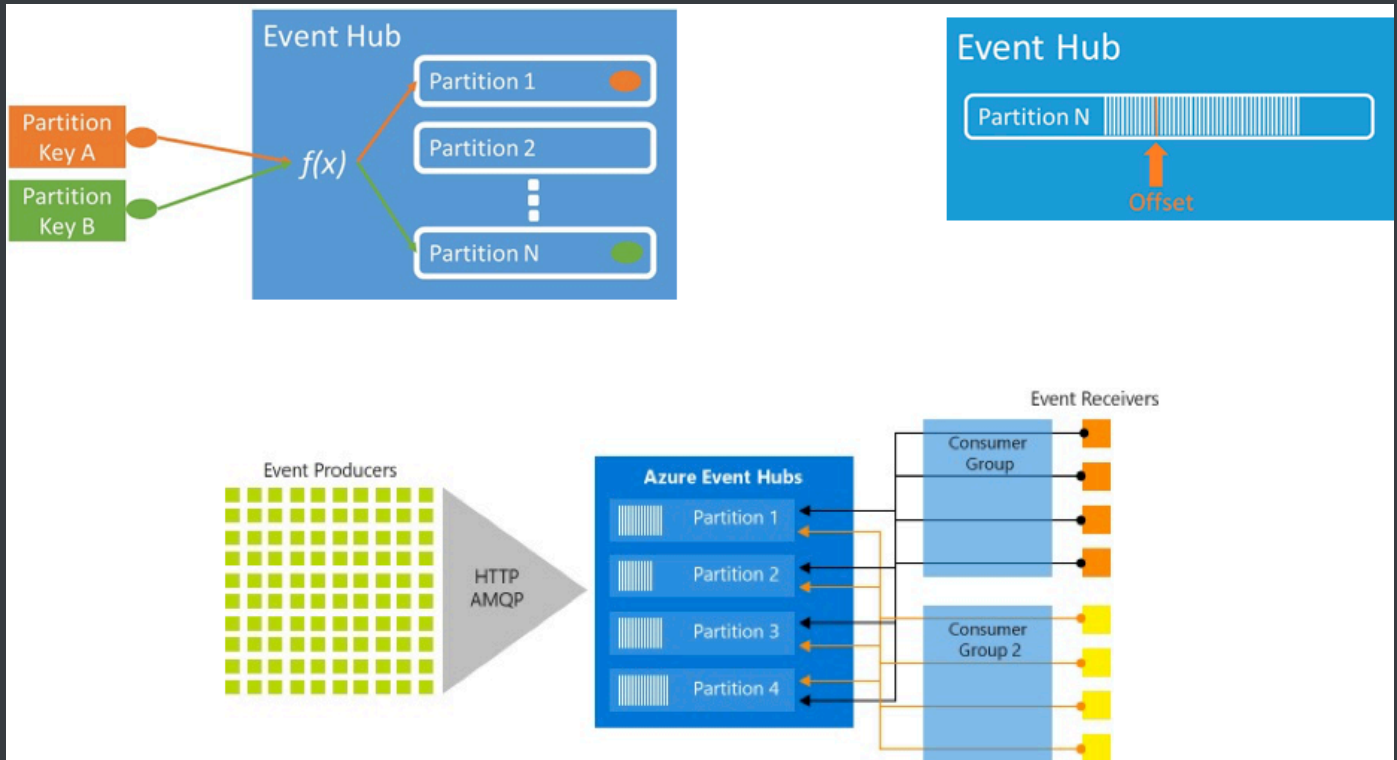 Event Hub
Partition
Key A
Partition
Key B
f(x)
Partition 1
Partition 2
Partition N
Event Hub
Partition N
Offset
Event Producers
HTTP
AMQP
Azure Event Hubs
Partition 1
Partition 2
Partition 3
Partition 4
Event Receivers
Consumer
Group
Consumer
Group 2